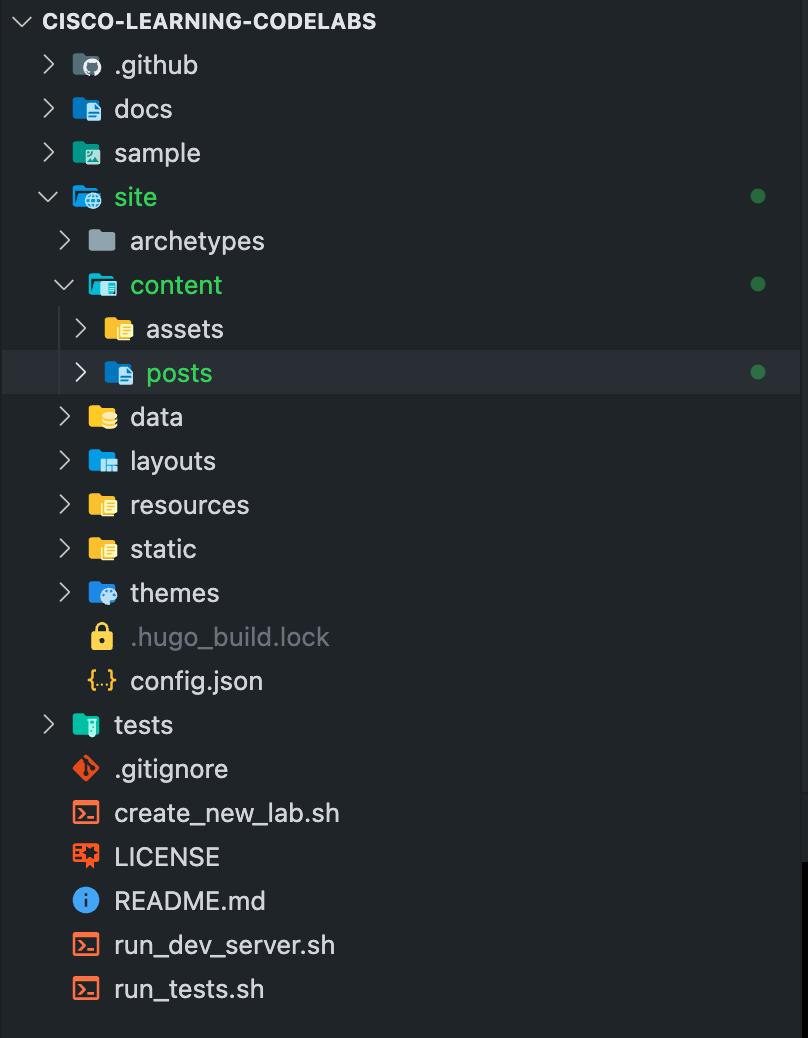 CISCO-LEARNING-CODELABS
.github
docs
sample
site
archetypes
content
assets
posts
data
layouts
resources
static
themes
.hugo_build.lock
config.json
tests
.gitignore
create_new_lab.sh
LICENSE
README.md
run_dev_server.sh
run_tests.sh